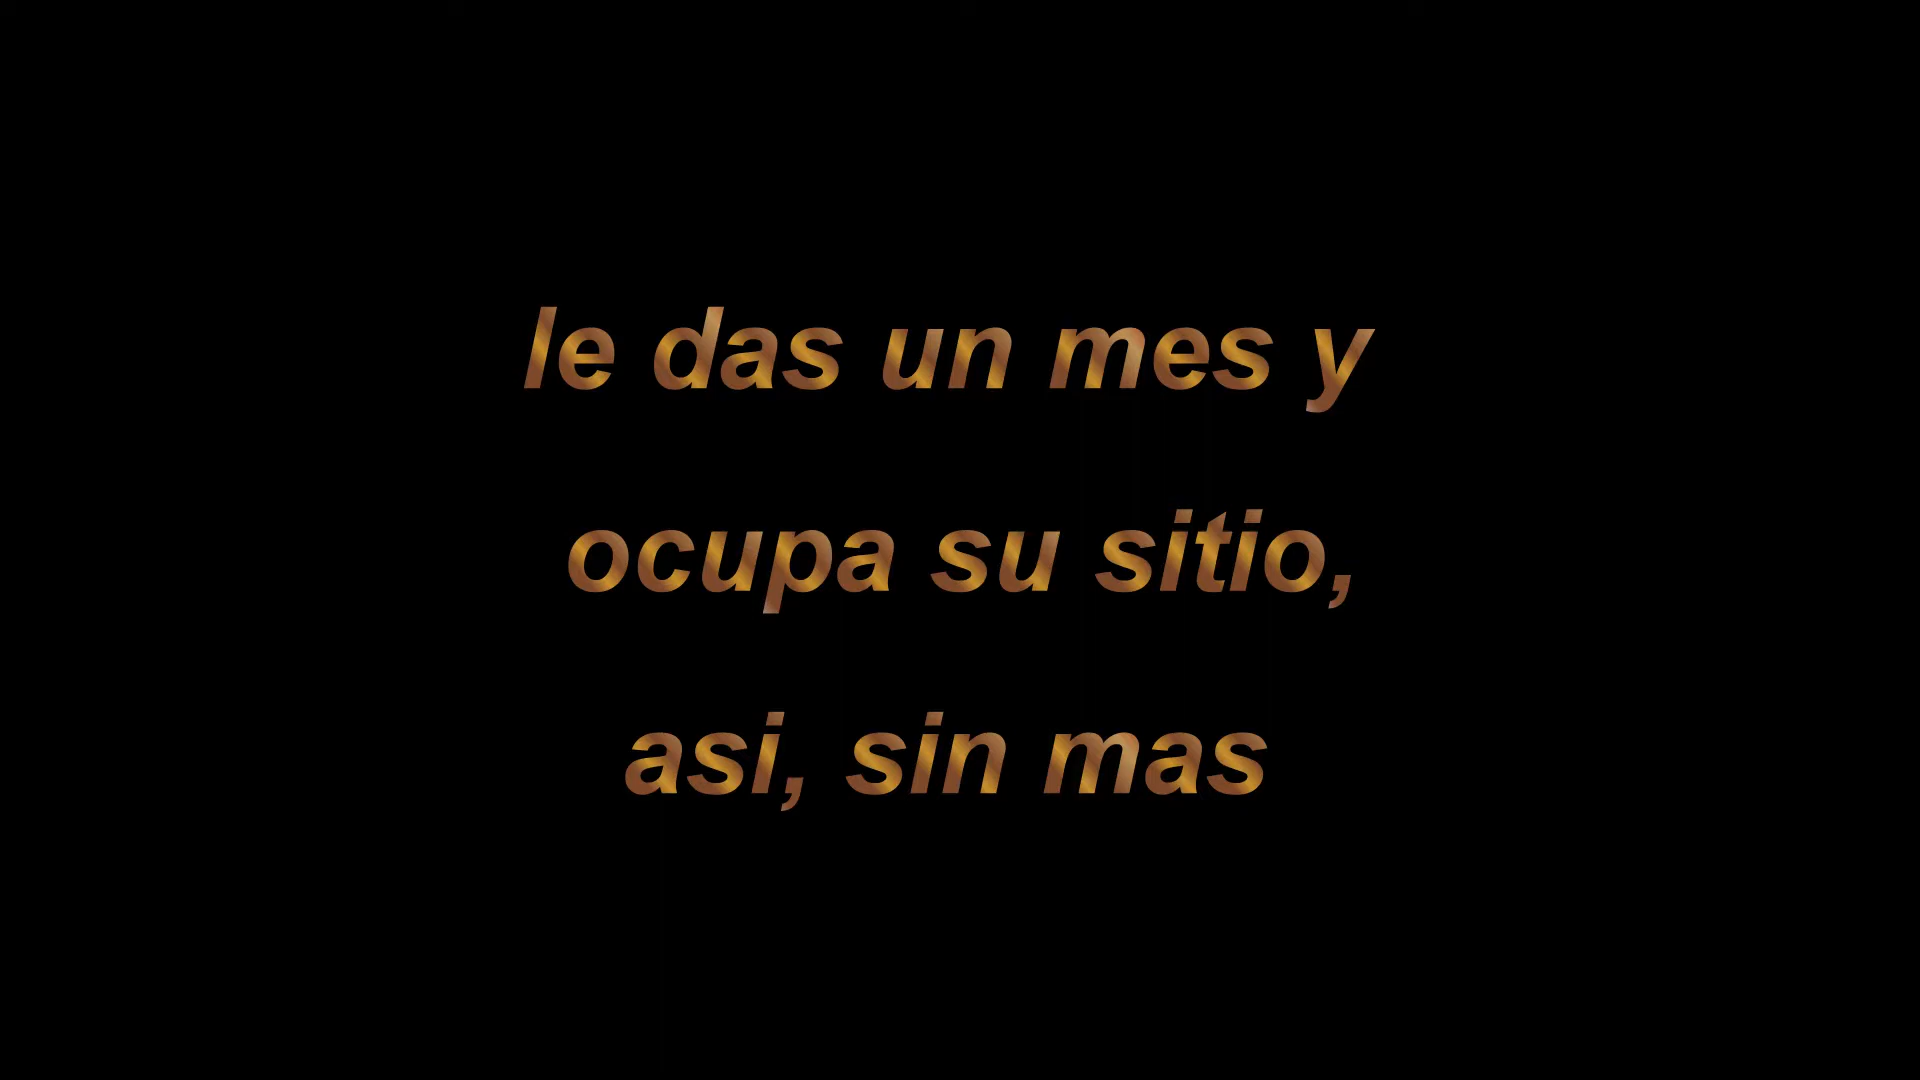 le das un mes y
ocupa su sitio,
asi, sin mas